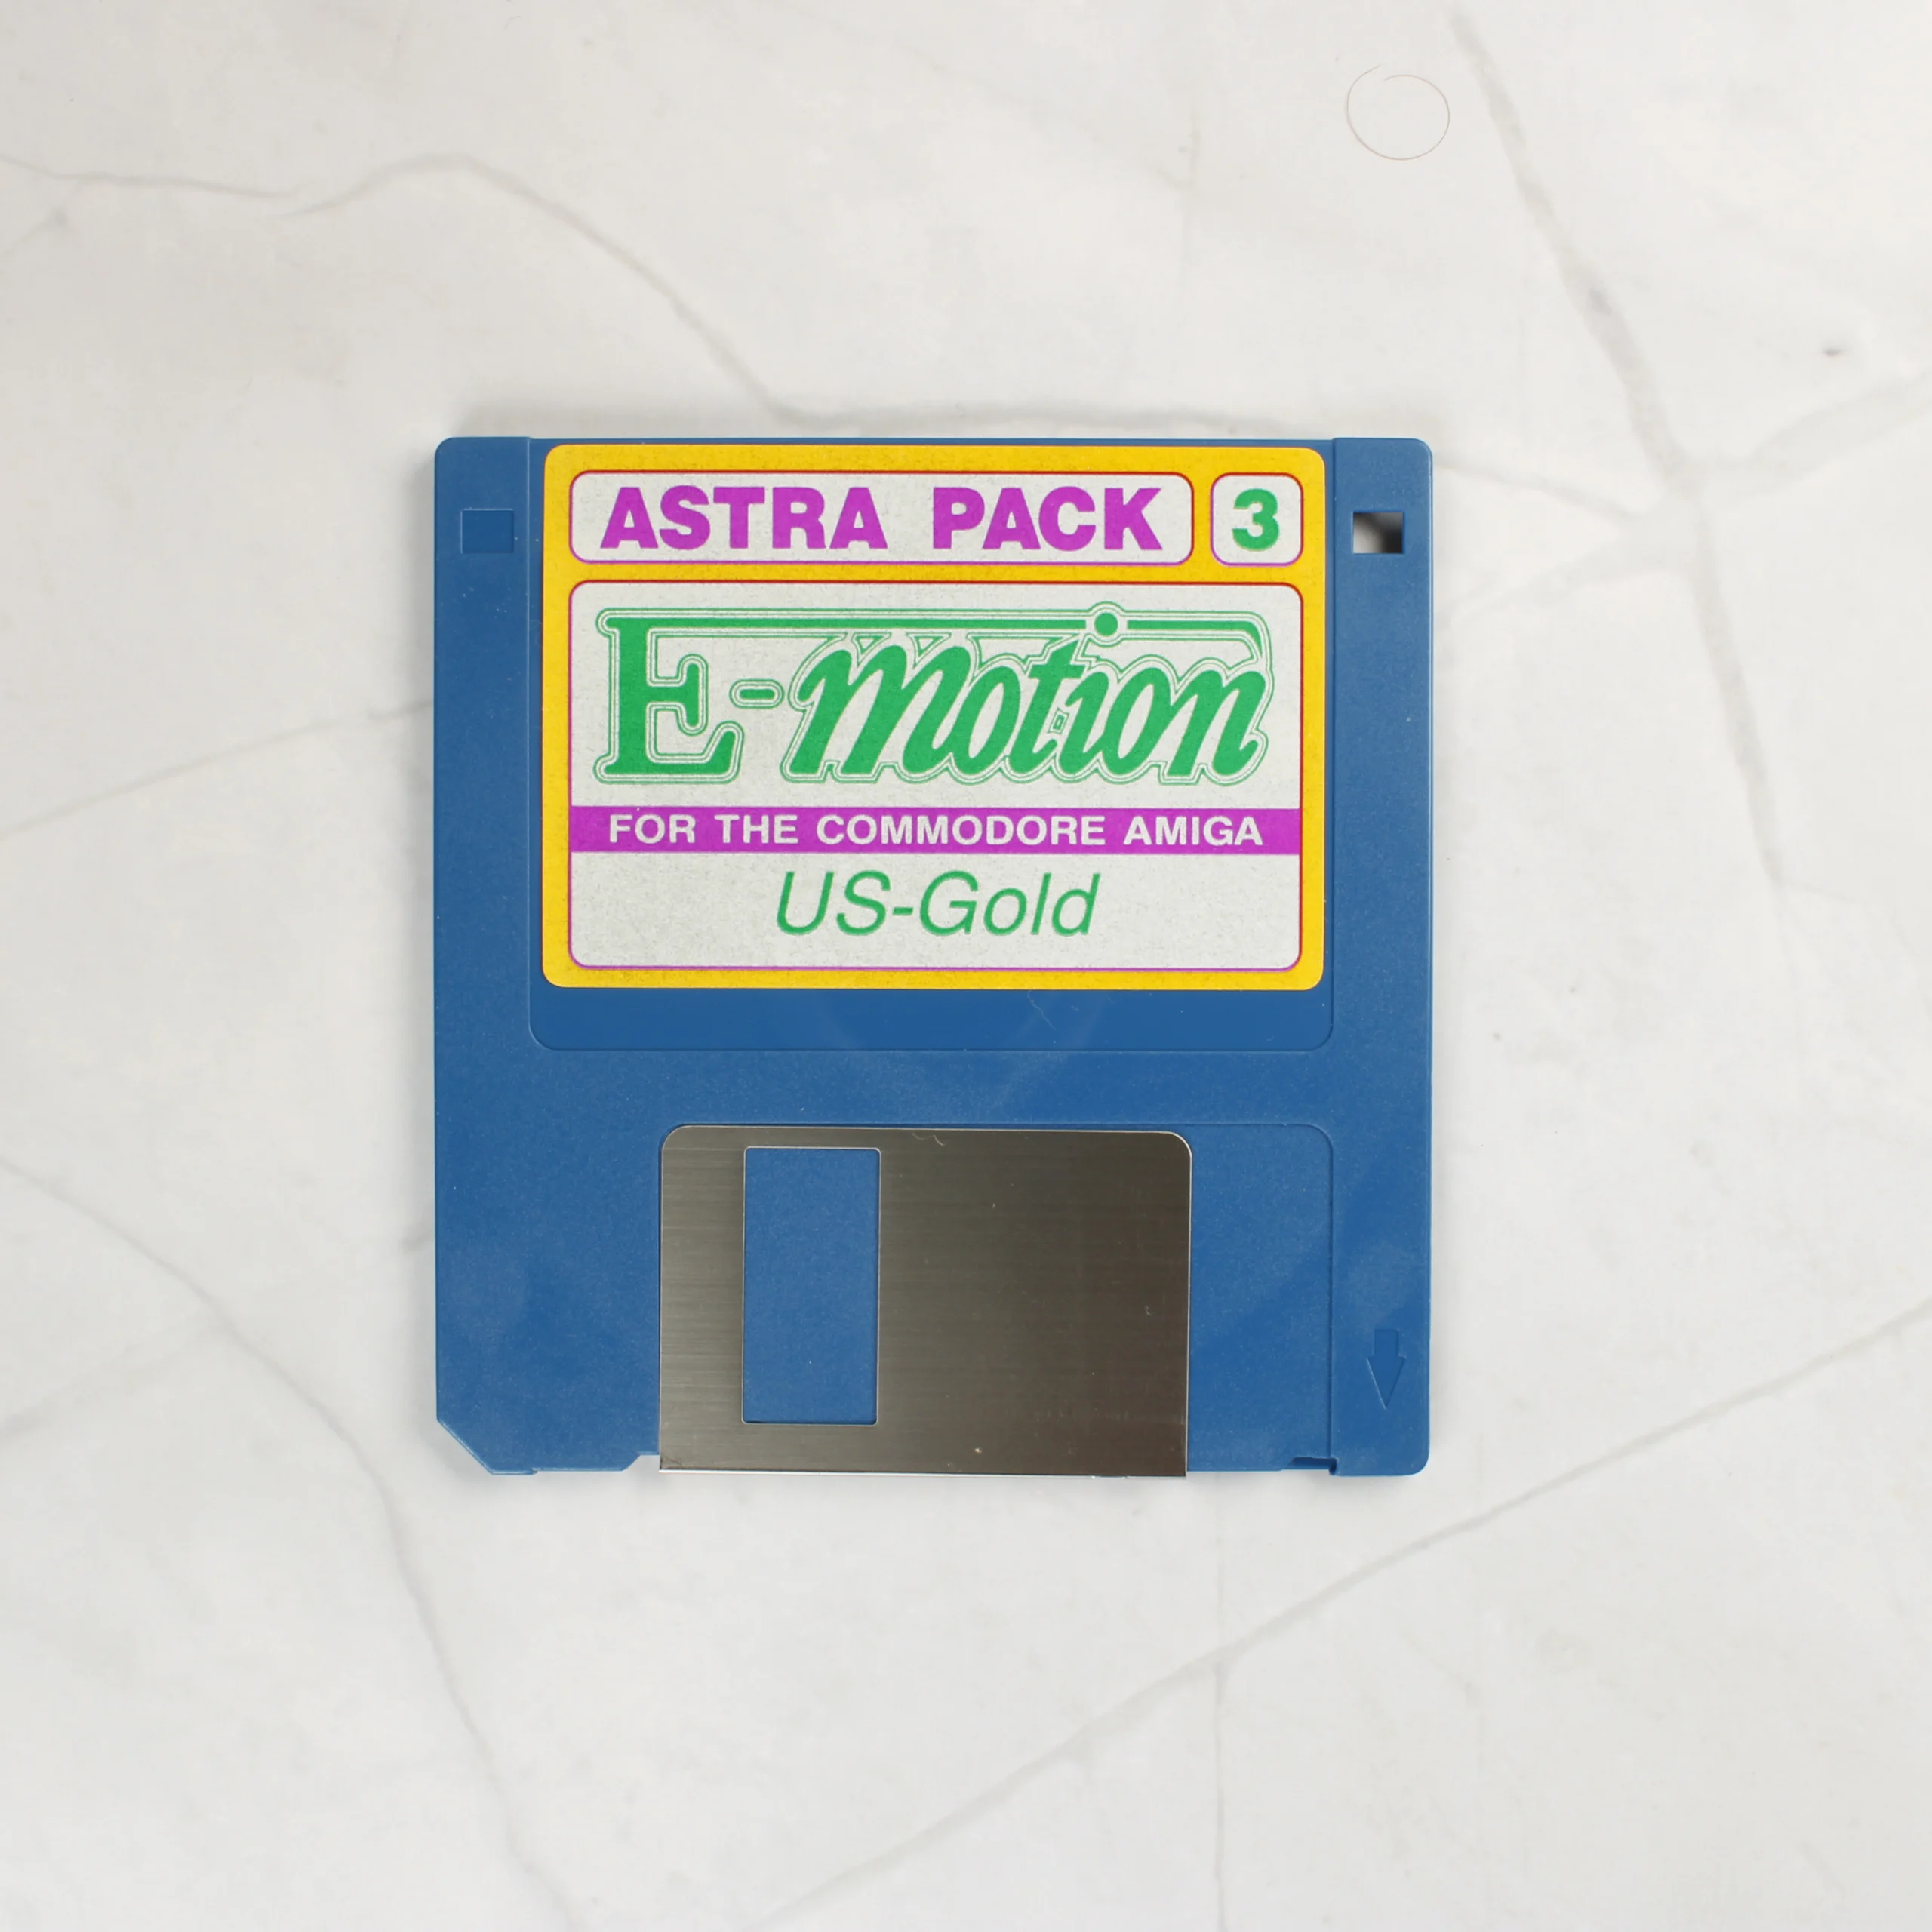 ASTRA PACK 3
E-motion
FOR THE COMMODORE AMIGA
US-Gold